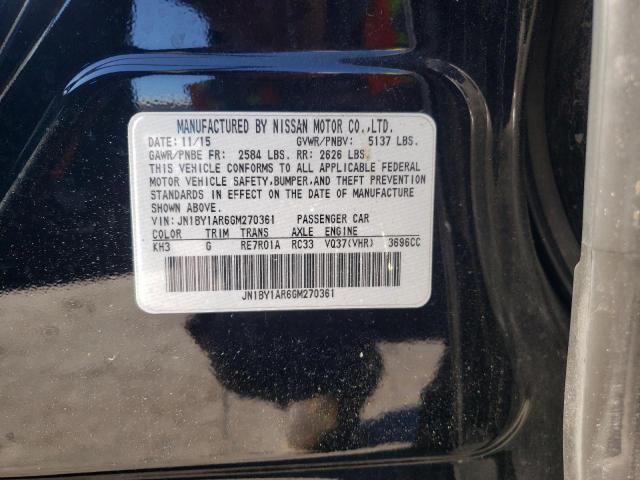 MANUFACTURED BY NISSAN MOTOR CO.,LTD.
DATE: 11/15 GVWR/PNBV: 5137 LBS.
GAWR/PNBE FR: 2584 LBS. RR: 2626 LBS.
THIS VEHICLE CONFORMS TO ALL APPLICABLE FEDERAL
MOTOR VEHICLE SAFETY, BUMPER, AND THEFT PREVENTION
STANDARDS IN EFFECT ON THE DATE OF MANUFACTURE
SHOWN ABOVE.
VIN: JN1BY1AR6GM270361 PASSENGER CAR
COLOR TRIM TRANS AXLE ENGINE
KH3 G RE7R01A RC33 VQ37(VHR) 3696CC
JN1BY1AR6GM270361